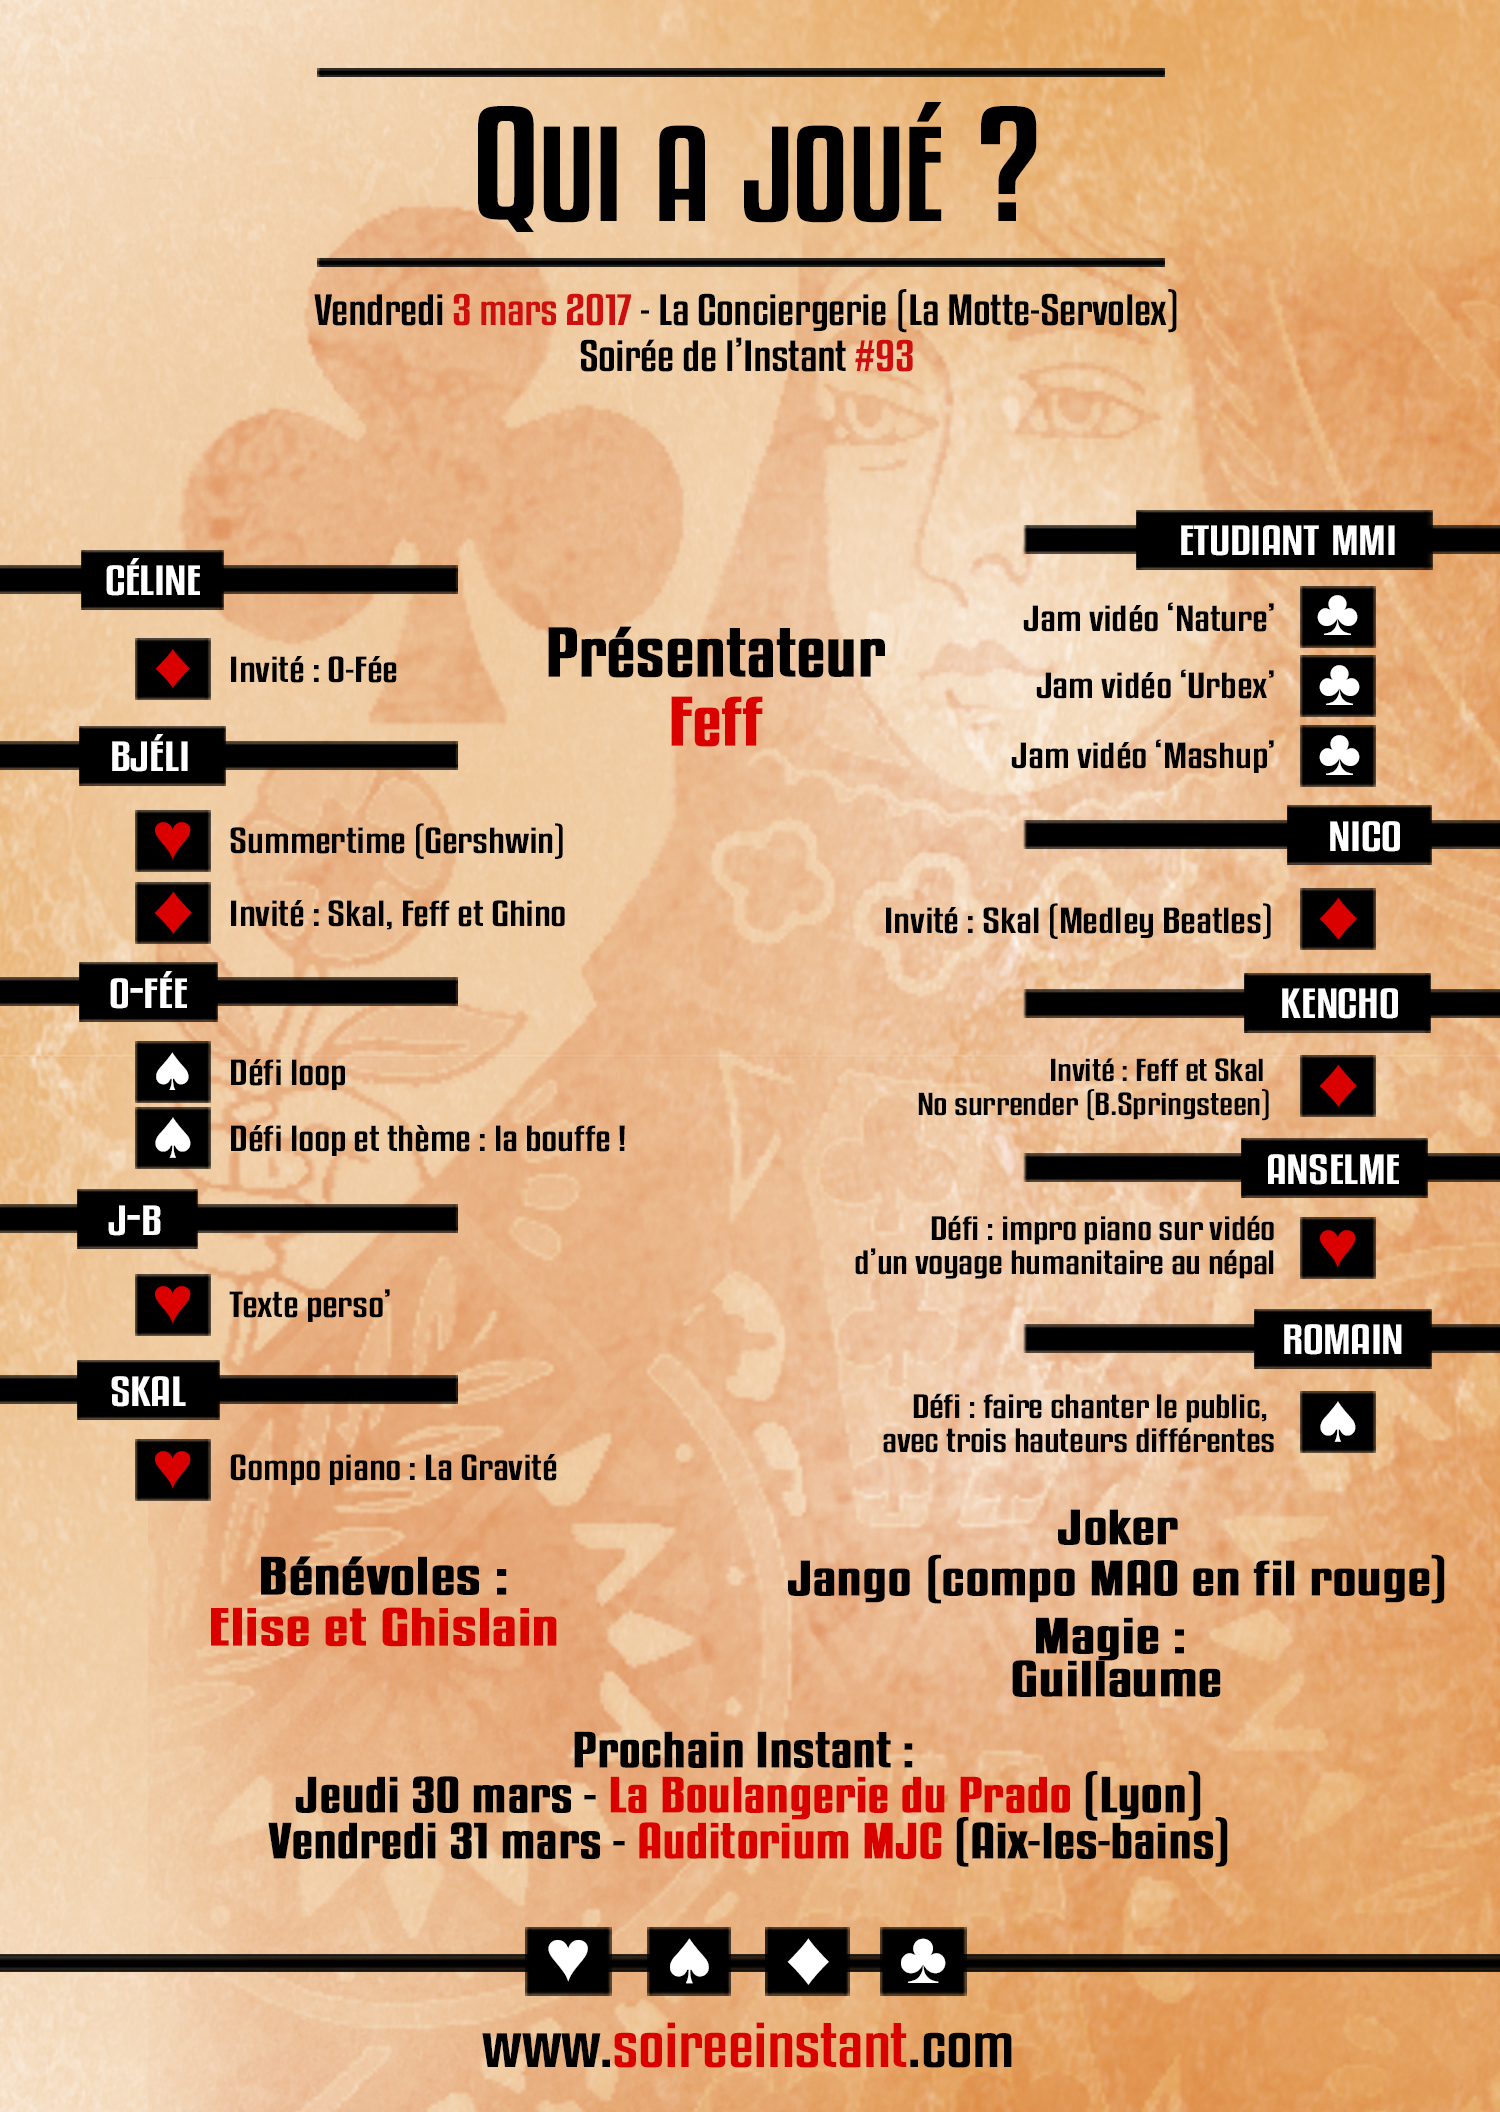 Qui a joué ?
Vendredi 3 mars 2017 - La Conciergerie (La Motte-Servolex)
Soirée de l’Instant #93
CÉLINE
Invité : O-Fée
BJÉLI
Summertime (Gershwin)
Invité : Skal, Feff et Ghino
O-FÉE
Défi loop
Défi loop et thème : la bouffe !
J-B
Texte perso’
SKAL
Compo piano : La Gravité
Présentateur
Feff
ETUDIANT MMI
Jam vidéo ‘Nature’
Jam vidéo ‘Urbex’
Jam vidéo ‘Mashup’
NICO
Invité : Skal (Medley Beatles)
KENCHO
Invité : Feff et Skal
No surrender (B.Springsteen)
ANSELME
Défi : impro piano sur vidéo
d’un voyage humanitaire au népal
ROMAIN
Défi : faire chanter le public,
avec trois hauteurs différentes
Bénévoles :
Elise et Ghislain
Joker
Jango (compo MAO en fil rouge)
Magie :
Guillaume
Prochain Instant :
Jeudi 30 mars - La Boulangerie du Prado (Lyon)
Vendredi 31 mars - Auditorium MJC (Aix-les-bains)
www.soireeinstant.com